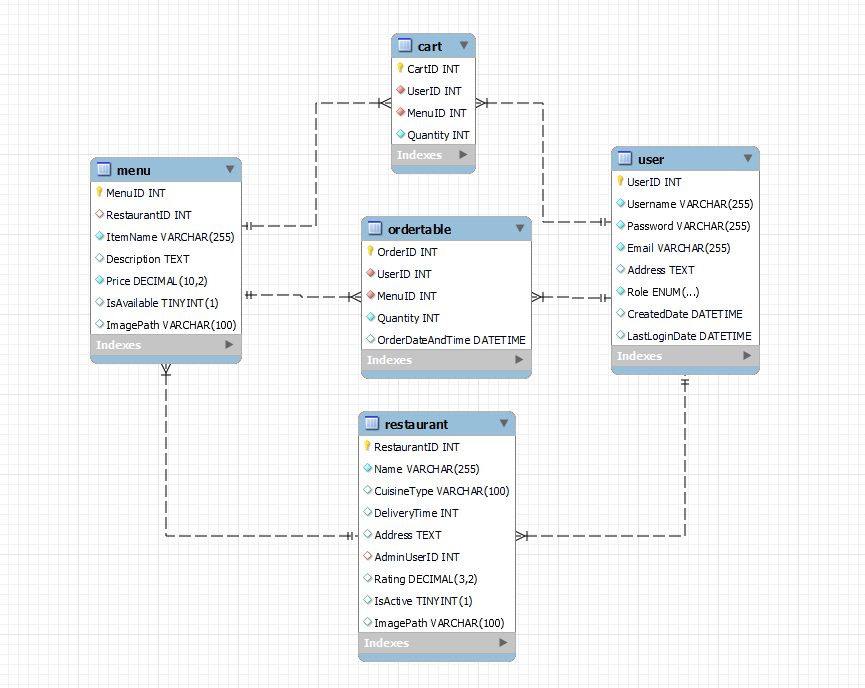 cart
CartID INT
UserID INT
MenuID INT
Quantity INT
Indexes
menu
MenuID INT
RestaurantID INT
ItemName VARCHAR(255)
Description TEXT
Price DECIMAL(10,2)
IsAvailable TINYINT(1)
ImagePath VARCHAR(100)
Indexes
user
UserID INT
Username VARCHAR(255)
Password VARCHAR(255)
Email VARCHAR(255)
Address TEXT
Role ENUM(...)
CreatedDate DATETIME
LastLoginDate DATETIME
Indexes
ordertable
OrderID INT
UserID INT
MenuID INT
Quantity INT
OrderDateAndTime DATETIME
Indexes
restaurant
RestaurantID INT
Name VARCHAR(255)
CuisineType VARCHAR(100)
DeliveryTime INT
Address TEXT
AdminUserID INT
Rating DECIMAL(3,2)
IsActive TINYINT(1)
ImagePath VARCHAR(100)
Indexes